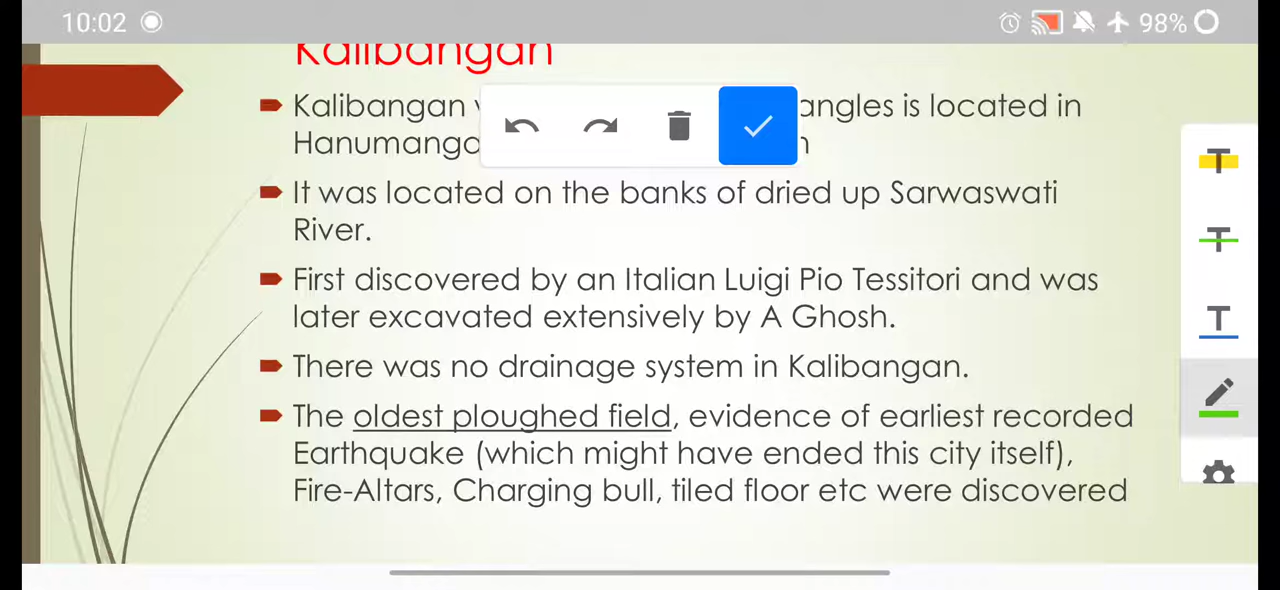 10:02 98%
Kalibangan
Kalibangan angles is located in
Hanumanga
It was located on the banks of dried up Sarwaswati
River.
First discovered by an Italian Luigi Pio Tessitori and was
later excavated extensively by A Ghosh.
There was no drainage system in Kalibangan.
The oldest ploughed field, evidence of earliest recorded
Earthquake (which might have ended this city itself),
Fire-Altars, Charging bull, tiled floor etc were discovered
T
T
T